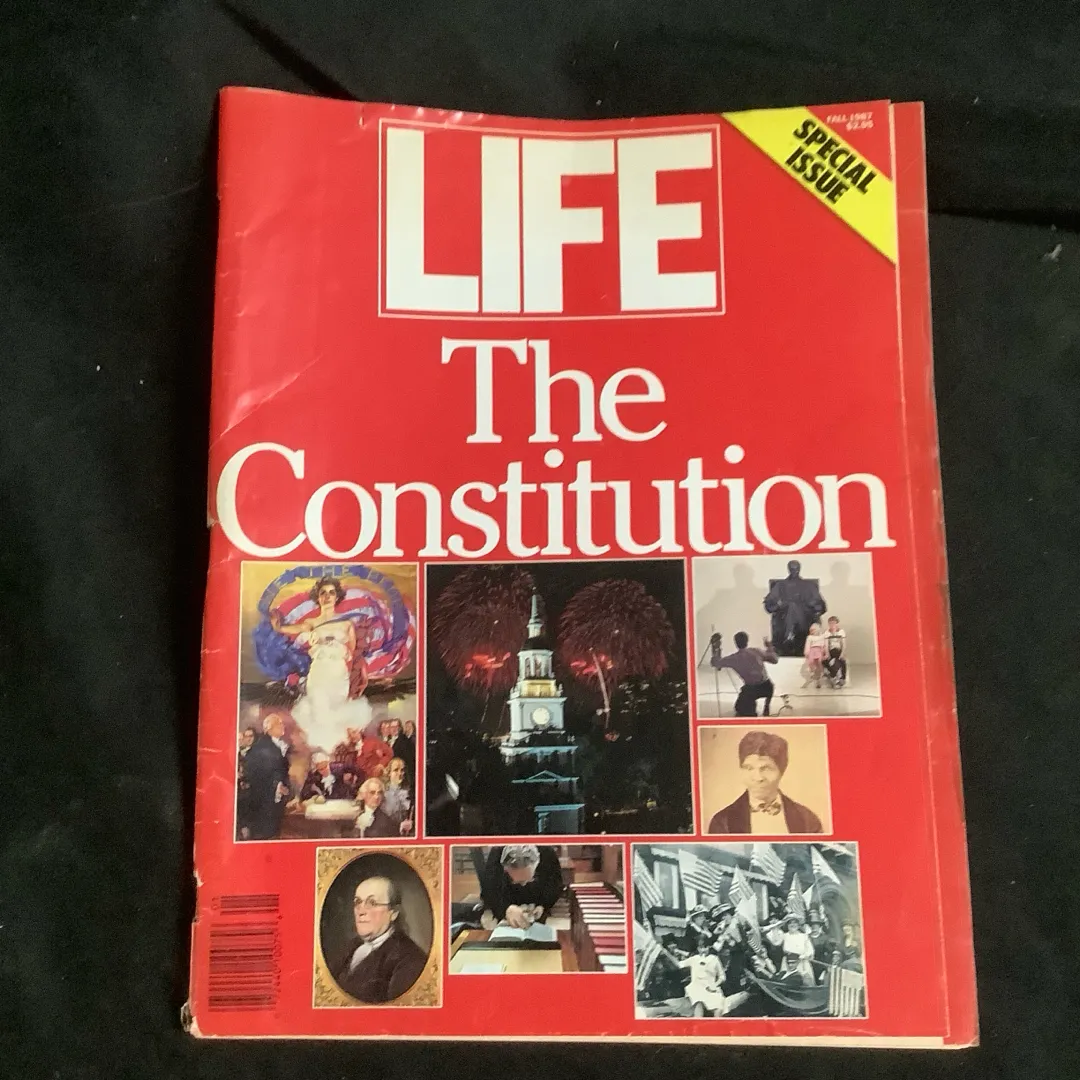 LIFE
FALL 1987
$2.95
SPECIAL
ISSUE
The
Constitution